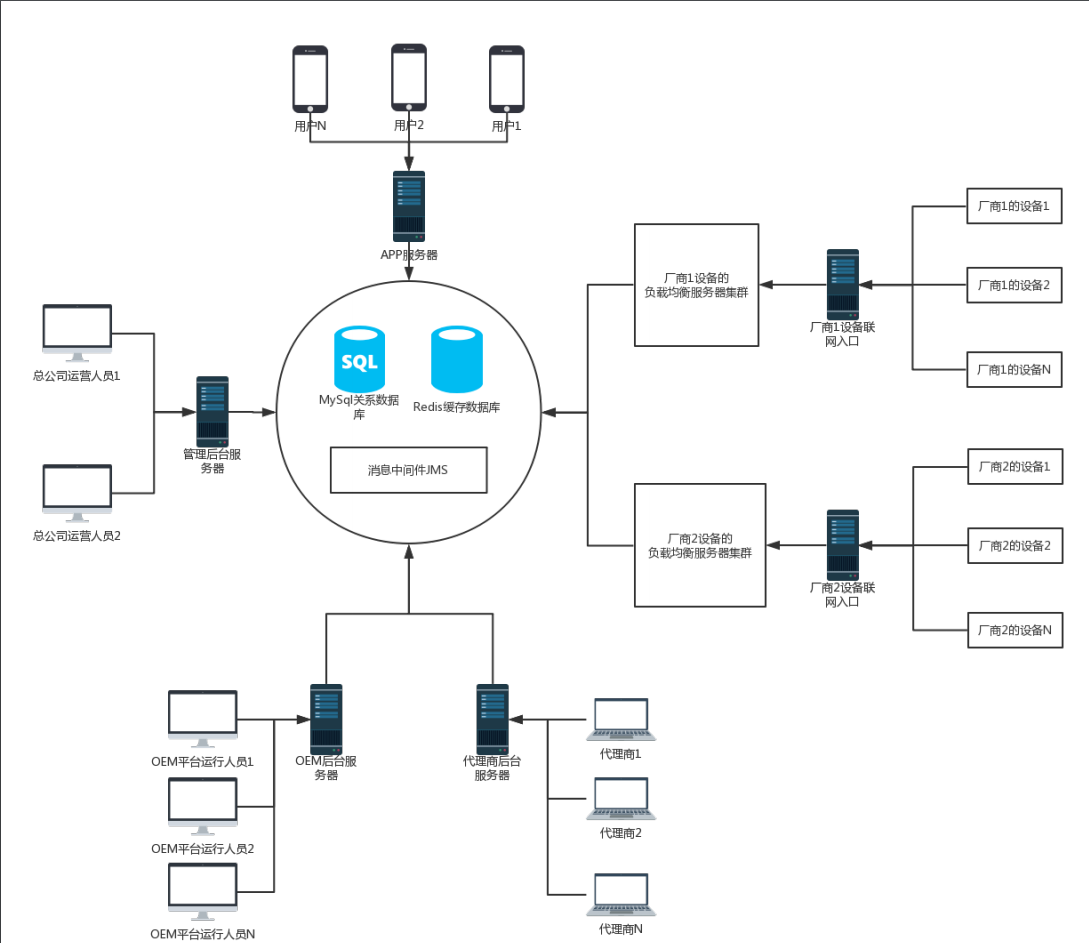 用户N
用户2
用户1
APP服务器
SQL
MySql关系数据
库
Redis缓存数据库
消息中间件JMS
总公司运营人员1
管理后台服
务器
总公司运营人员2
厂商1设备的
负载均衡服务器集群
厂商1设备联
网入口
厂商1的设备1
厂商1的设备2
厂商1的设备N
厂商2设备的
负载均衡服务器集群
厂商2设备联
网入口
厂商2的设备1
厂商2的设备2
厂商2的设备N
OEM平台运行人员1
OEM平台运行人员2
OEM平台运行人员N
OEM后台服
务器
代理商后台
服务器
代理商1
代理商2
代理商N